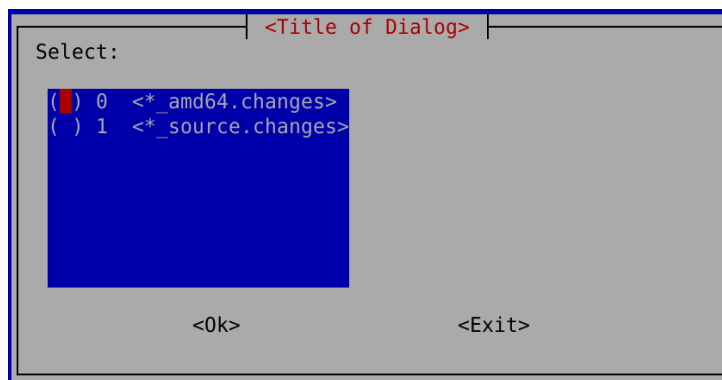 <Title of Dialog>
Select:
( ) 0 <*_amd64.changes>
( ) 1 <*_source.changes>
<Ok> <Exit>